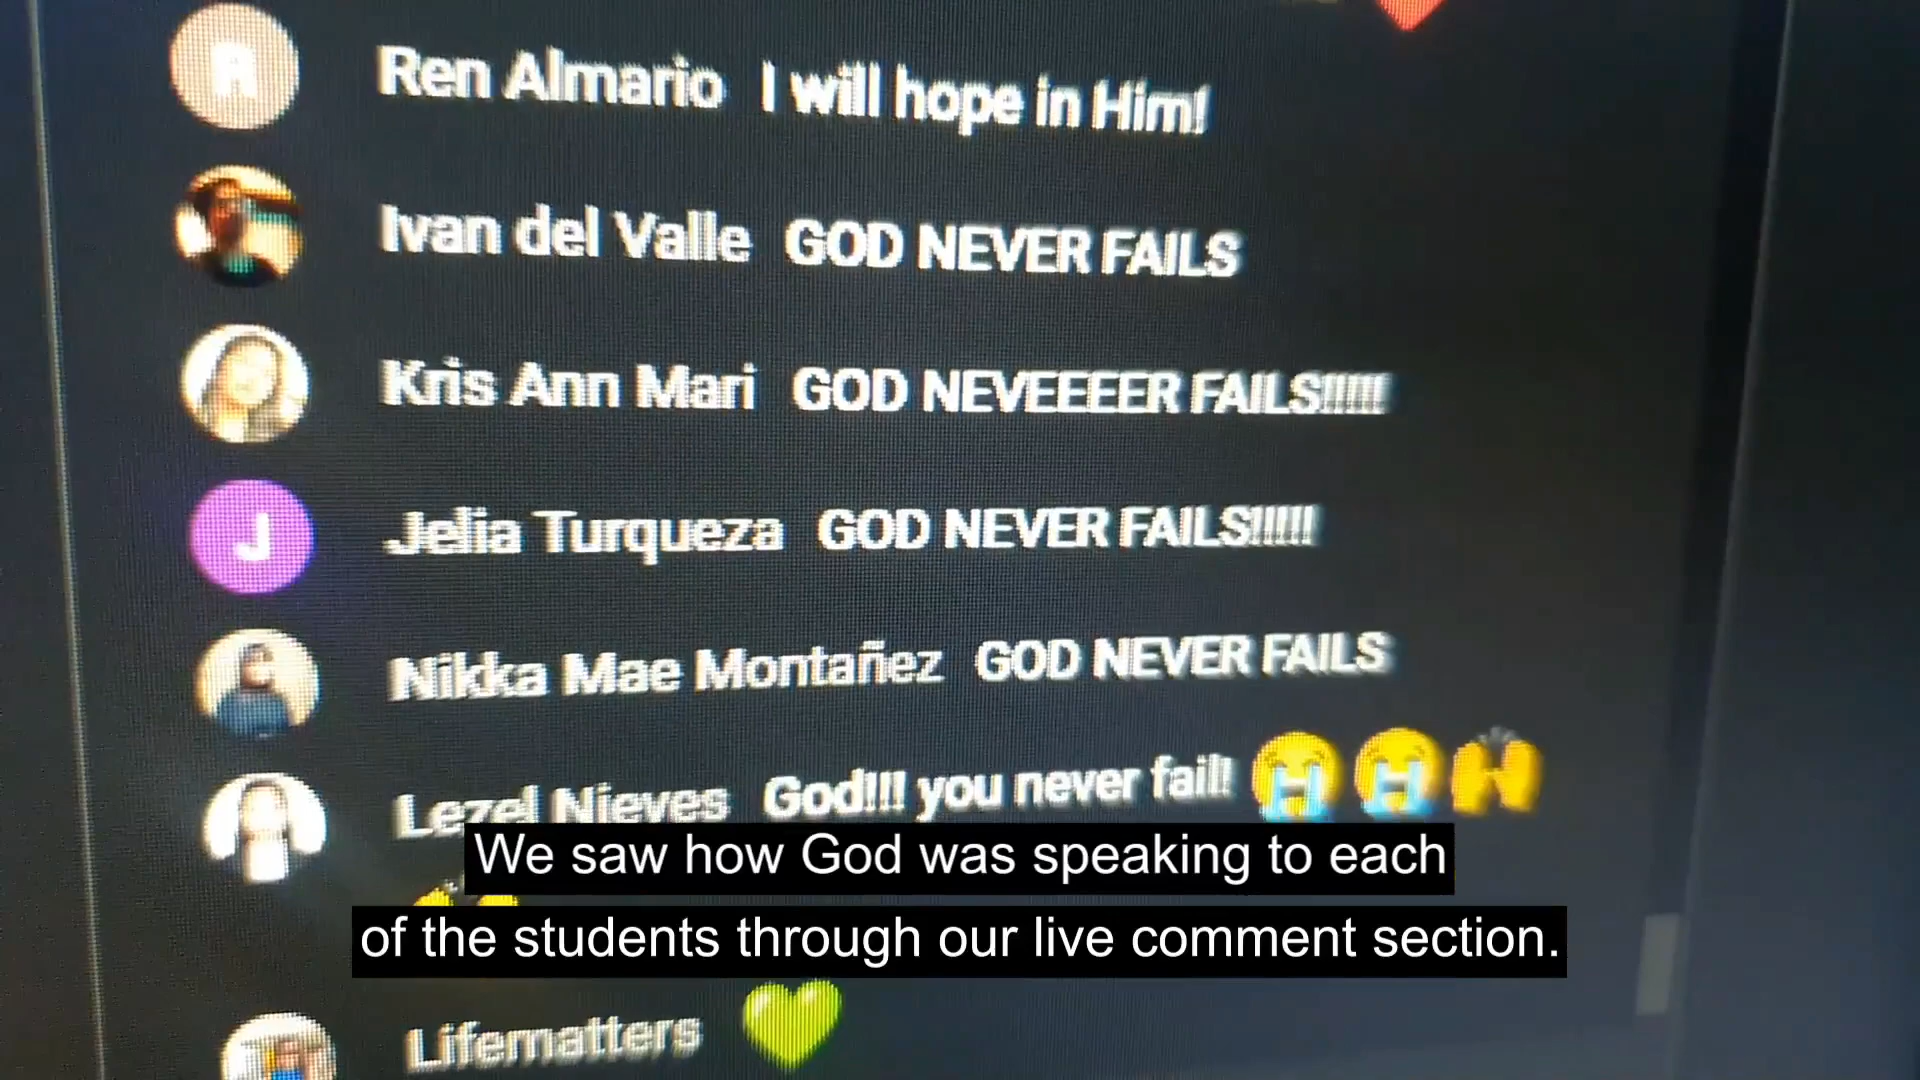 R Ren Almario I will hope in Him!
Ivan del Valle GOD NEVER FAILS
Kris Ann Mari GOD NEVEEEER FAILS!!!!!!
J Jelia Turqueza GOD NEVER FAILS!!!!!!
Nikka Mae Montañez GOD NEVER FAILS
Lezel Nieves God!!! you never fail! 😭😭🙌
We saw how God was speaking to each
of the students through our live comment section.
Lifematters 💚